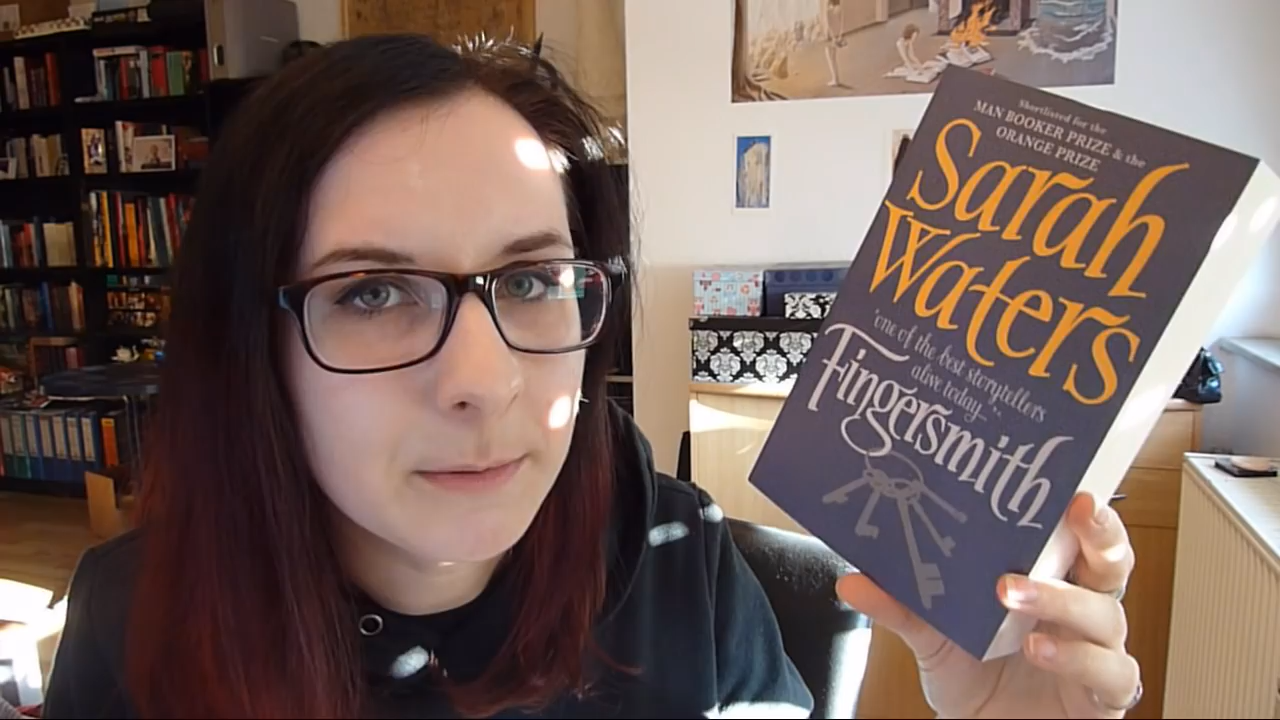 Shortlisted for the
MAN BOOKER PRIZE & the
ORANGE PRIZE
Sarah
Waters
'one of the best storytellers
alive today...'
Fingersmith